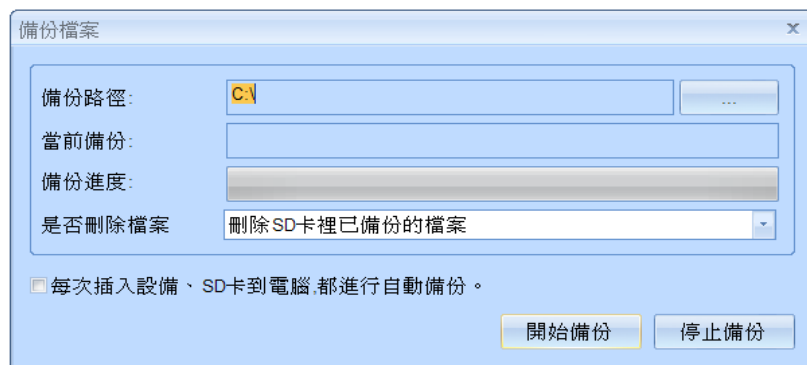 備份檔案
備份路徑: C:\ ...
當前備份:
備份進度:
是否刪除檔案 刪除SD卡裡已備份的檔案
每次插入設備、SD卡到電腦,都進行自動備份。
開始備份 停止備份